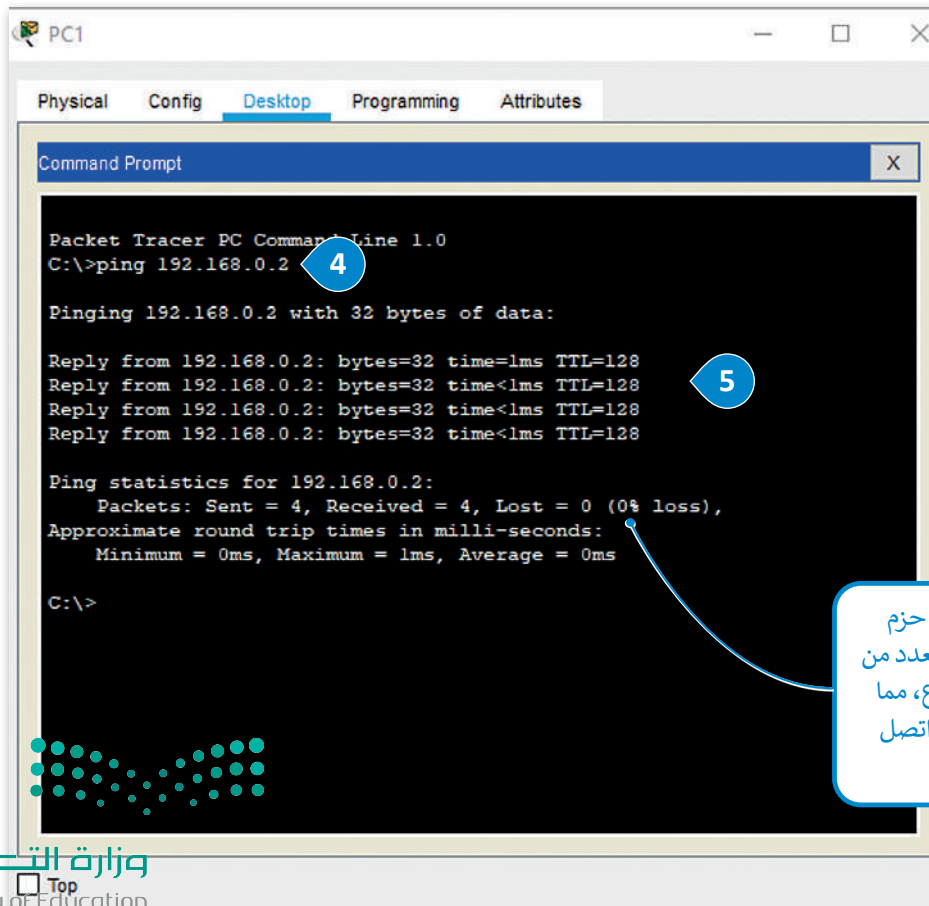 PC1
Physical Config Desktop Programming Attributes
Command Prompt X
Packet Tracer PC Command Line 1.0
C:\>ping 192.168.0.2
4
Pinging 192.168.0.2 with 32 bytes of data:
Reply from 192.168.0.2: bytes=32 time=1ms TTL=128
Reply from 192.168.0.2: bytes=32 time<1ms TTL=128
5
Reply from 192.168.0.2: bytes=32 time<1ms TTL=128
Reply from 192.168.0.2: bytes=32 time<1ms TTL=128
Ping statistics for 192.168.0.2:
Packets: Sent = 4, Received = 4, Lost = 0 (0% loss),
Approximate round trip times in milli-seconds:
Minimum = 0ms, Maximum = 1ms, Average = 0ms
C:\>
حزم
عدد من
ع، مما
اتصل
وزارة التـ
Top
of Education